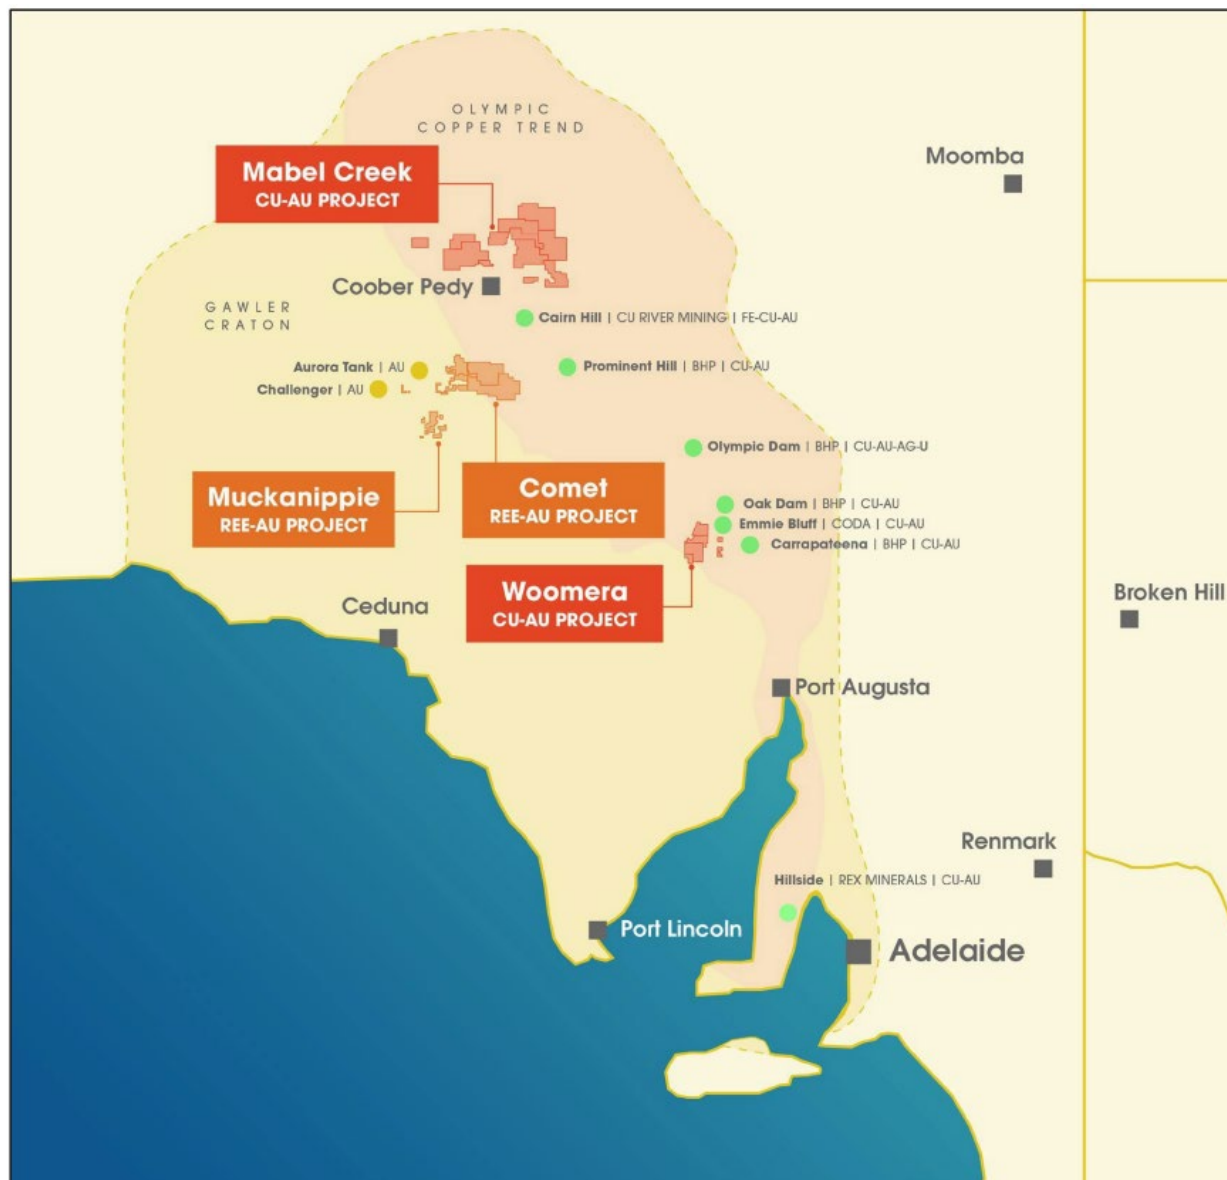 OLYMPIC
COPPER TREND
Moomba
Mabel Creek
CU-AU PROJECT
Coober Pedy
GAWLER
CRATON
Cairn Hill | CU RIVER MINING | FE-CU-AU
Aurora Tank | AU
Prominent Hill | BHP | CU-AU
Challenger | AU
Olympic Dam | BHP | CU-AU-AG-U
Muckanippie
REE-AU PROJECT
Comet
REE-AU PROJECT
Oak Dam | BHP | CU-AU
Emmie Bluff | CODA | CU-AU
Carrapateena | BHP | CU-AU
Woomera
CU-AU PROJECT
Ceduna
Broken Hill
Port Augusta
Renmark
Hillside | REX MINERALS | CU-AU
Port Lincoln
Adelaide